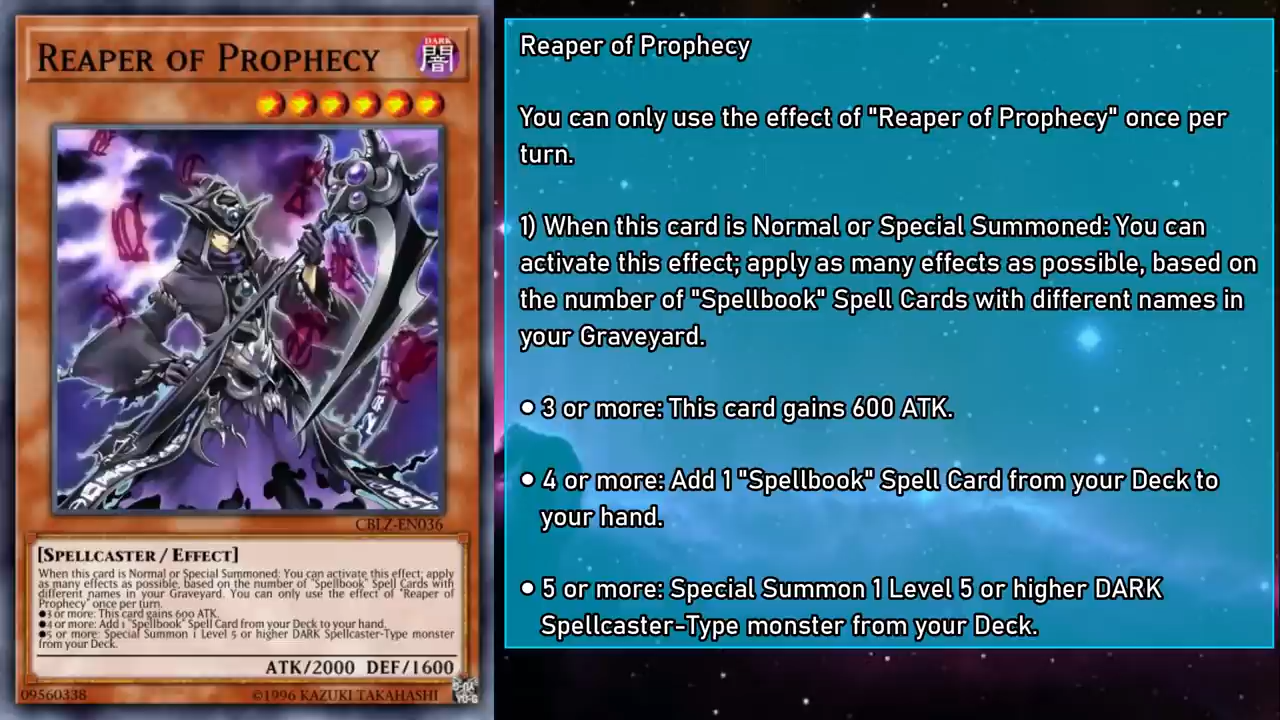 REAPER OF PROPHECY
DARK
闇
CBLZ-EN036
[SPELLCASTER / EFFECT]
When this card is Normal or Special Summoned: You can activate this effect; apply
as many effects as possible, based on the number of "Spellbook" Spell Cards with
different names in your Graveyard. You can only use the effect of "Reaper of
Prophecy" once per turn.
●3 or more: This card gains 600 ATK.
●4 or more: Add 1 "Spellbook" Spell Card from your Deck to your hand.
●5 or more: Special Summon 1 Level 5 or higher DARK Spellcaster-Type monster
from your Deck.
ATK/2000 DEF/1600
09560338
©1996 KAZUKI TAKAHASHI
Reaper of Prophecy
You can only use the effect of "Reaper of Prophecy" once per
turn.
1) When this card is Normal or Special Summoned: You can
activate this effect; apply as many effects as possible, based on
the number of "Spellbook" Spell Cards with different names in
your Graveyard.
● 3 or more: This card gains 600 ATK.
● 4 or more: Add 1 "Spellbook" Spell Card from your Deck to
your hand.
● 5 or more: Special Summon 1 Level 5 or higher DARK
Spellcaster-Type monster from your Deck.